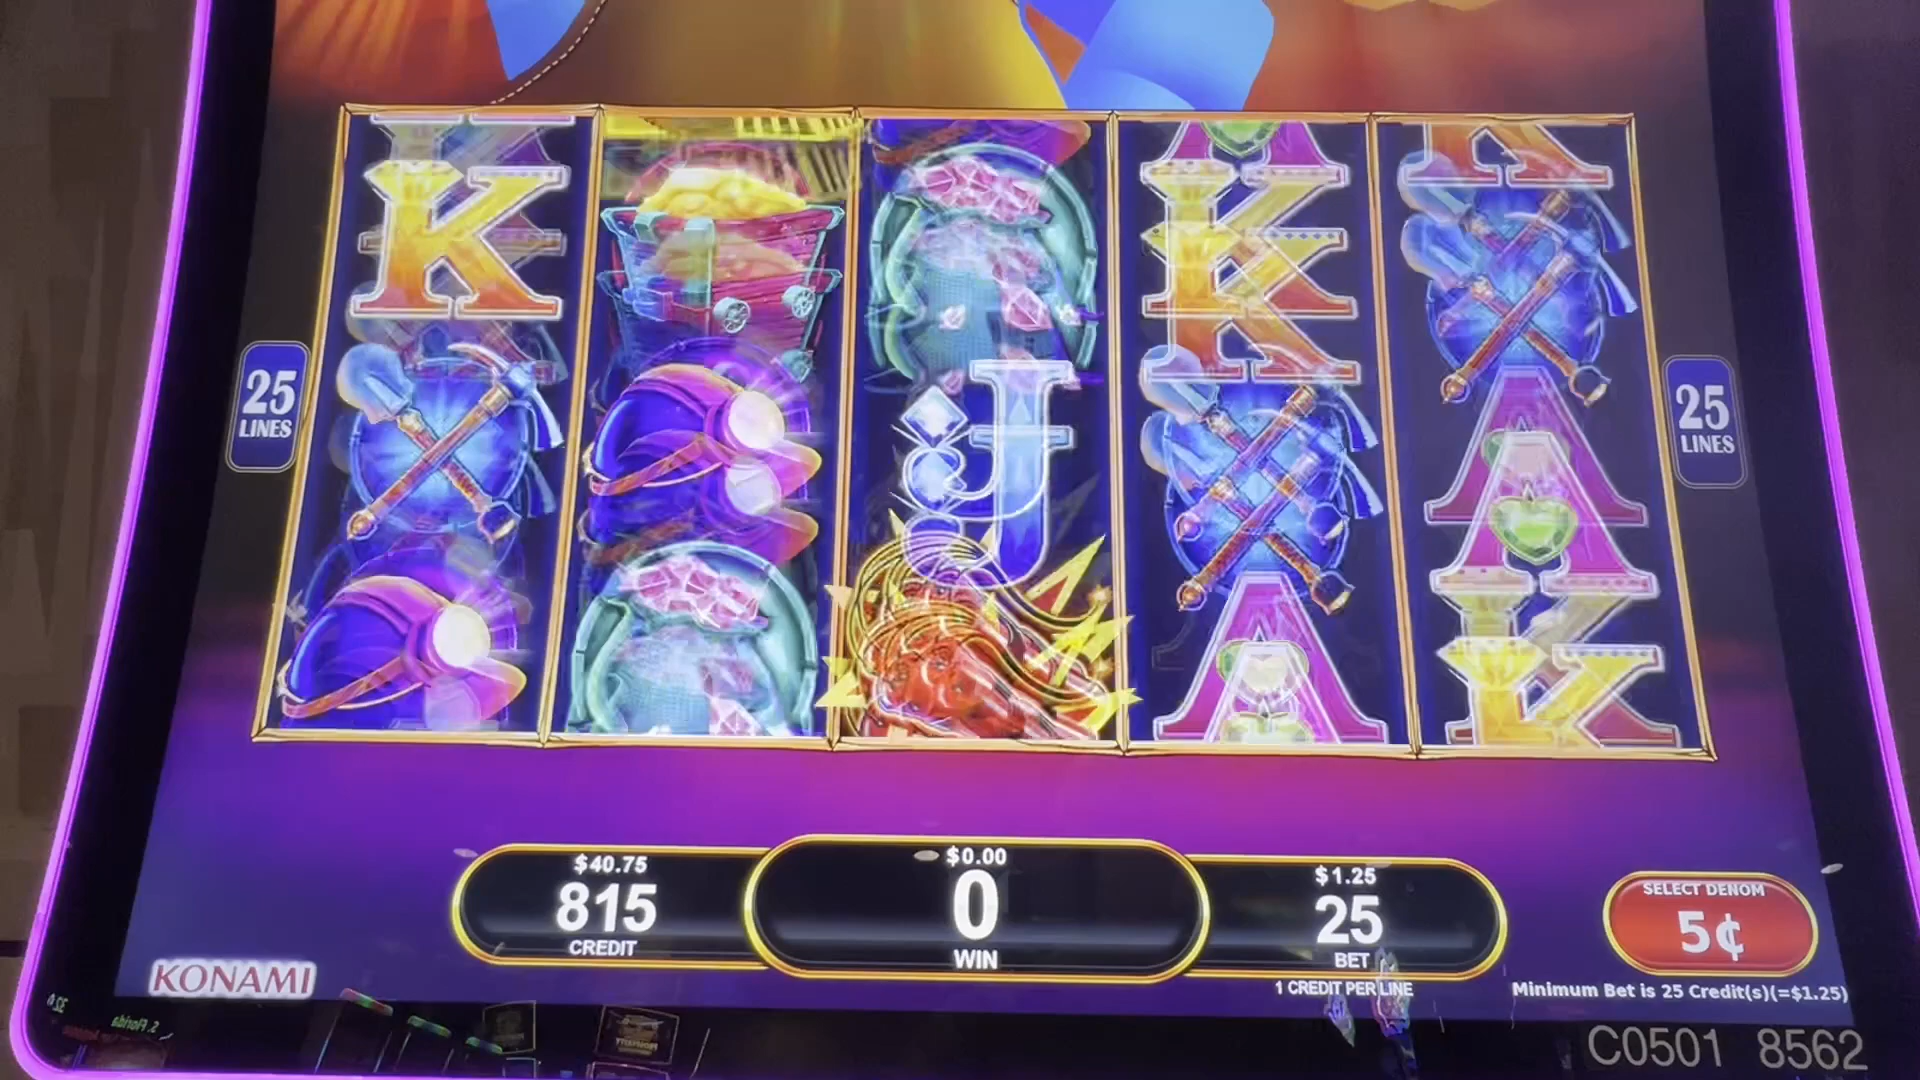 K
K
K
25
LINES
25
LINES
J
A
A
K
$40.75
815
CREDIT
$0.00
0
WIN
$1.25
25
BET
1 CREDIT PER LINE
SELECT DENOM
5¢
Minimum Bet is 25 Credit(s)(=$1.25)
KONAMI
C0501 8562